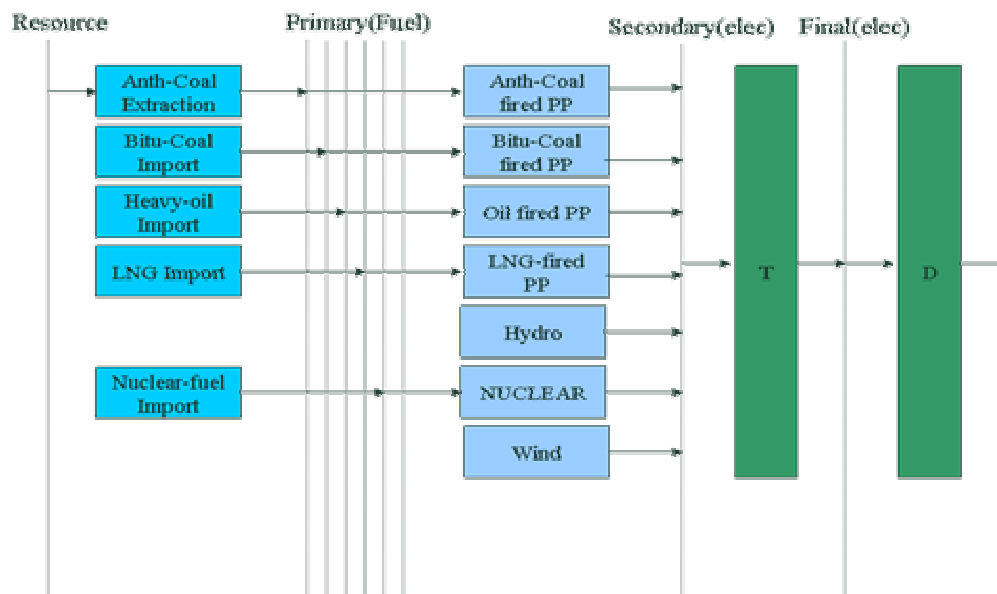 Resource
Primary(Fuel)
Secondary(elec)
Final(elec)
Anth-Coal
Extraction
Anth-Coal
fired PP
Bitu-Coal
Import
Bitu-Coal
fired PP
Heavy-oil
Import
Oil fired PP
LNG Import
LNG-fired
PP
T
D
Hydro
Nuclear-fuel
Import
NUCLEAR
Wind